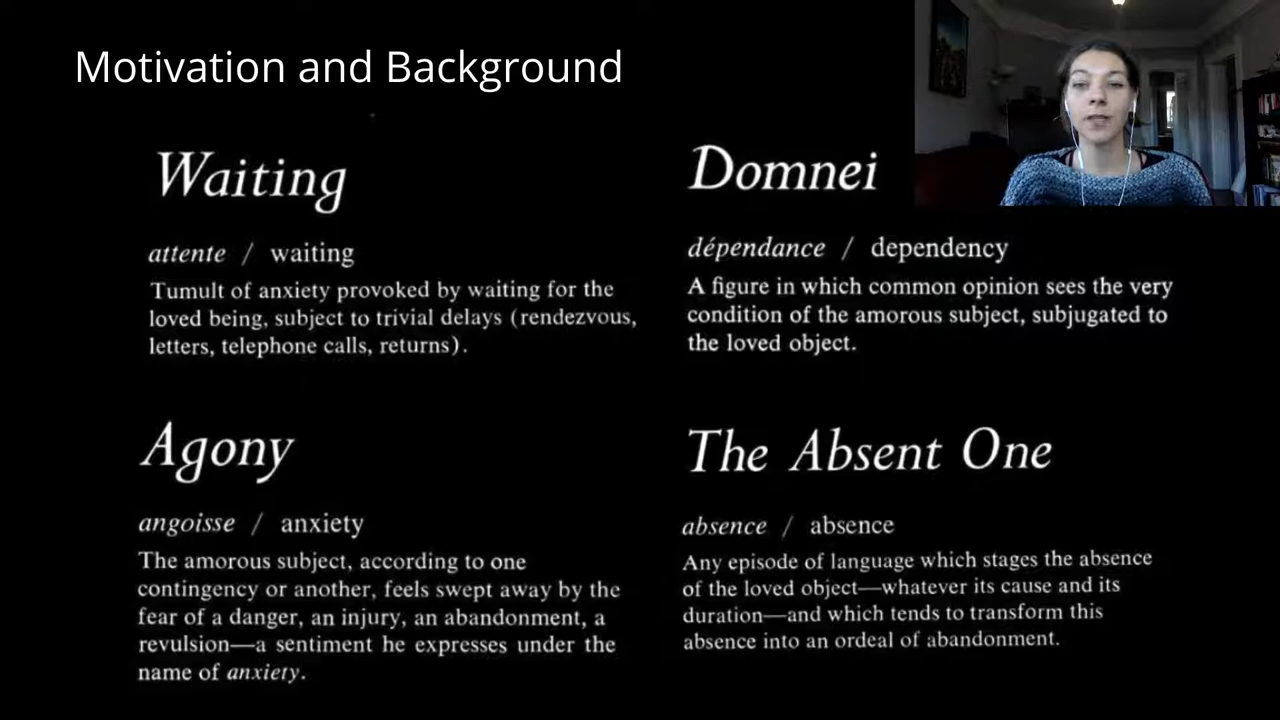 Motivation and Background
Waiting
attente / waiting
Tumult of anxiety provoked by waiting for the
loved being, subject to trivial delays (rendezvous,
letters, telephone calls, returns).
Domnei
dépendance / dependency
A figure in which common opinion sees the very
condition of the amorous subject, subjugated to
the loved object.
Agony
angoisse / anxiety
The amorous subject, according to one
contingency or another, feels swept away by the
fear of a danger, an injury, an abandonment, a
revulsion—a sentiment he expresses under the
name of anxiety.
The Absent One
absence / absence
Any episode of language which stages the absence
of the loved object—whatever its cause and its
duration—and which tends to transform this
absence into an ordeal of abandonment.